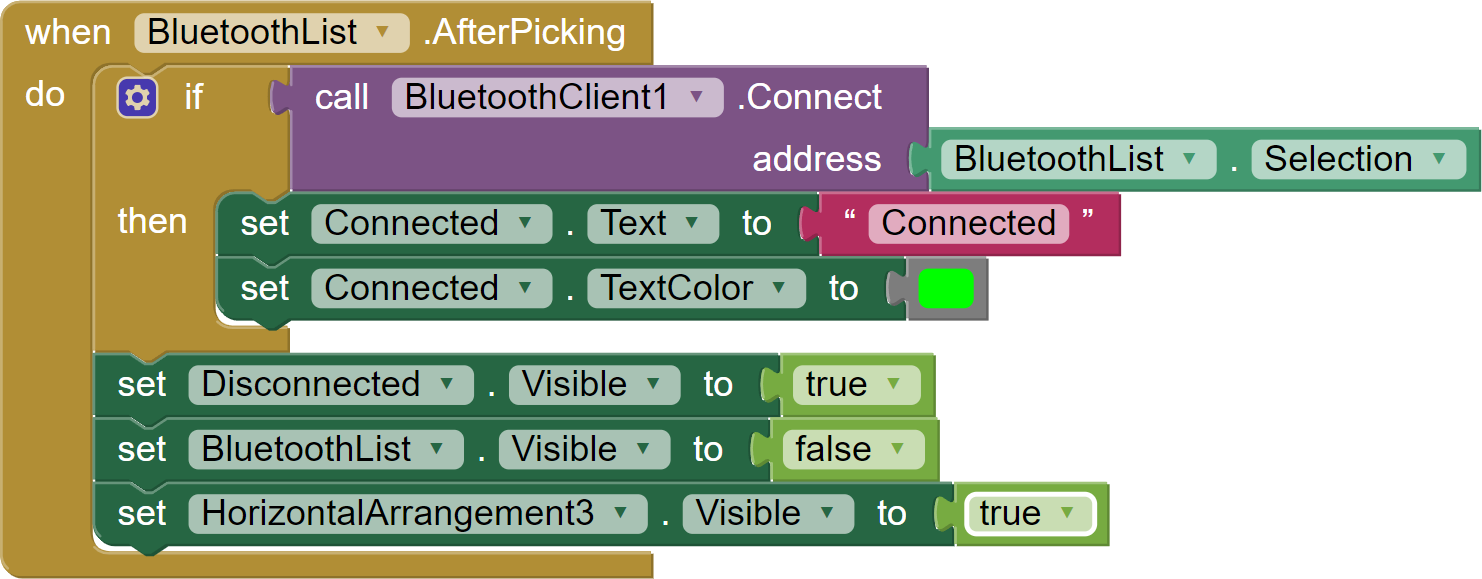 when BluetoothList .AfterPicking
do if call BluetoothClient1 .Connect
address BluetoothList . Selection
then set Connected . Text to “ Connected ”
set Connected . TextColor to
set Disconnected . Visible to true
set BluetoothList . Visible to false
set HorizontalArrangement3 . Visible to true